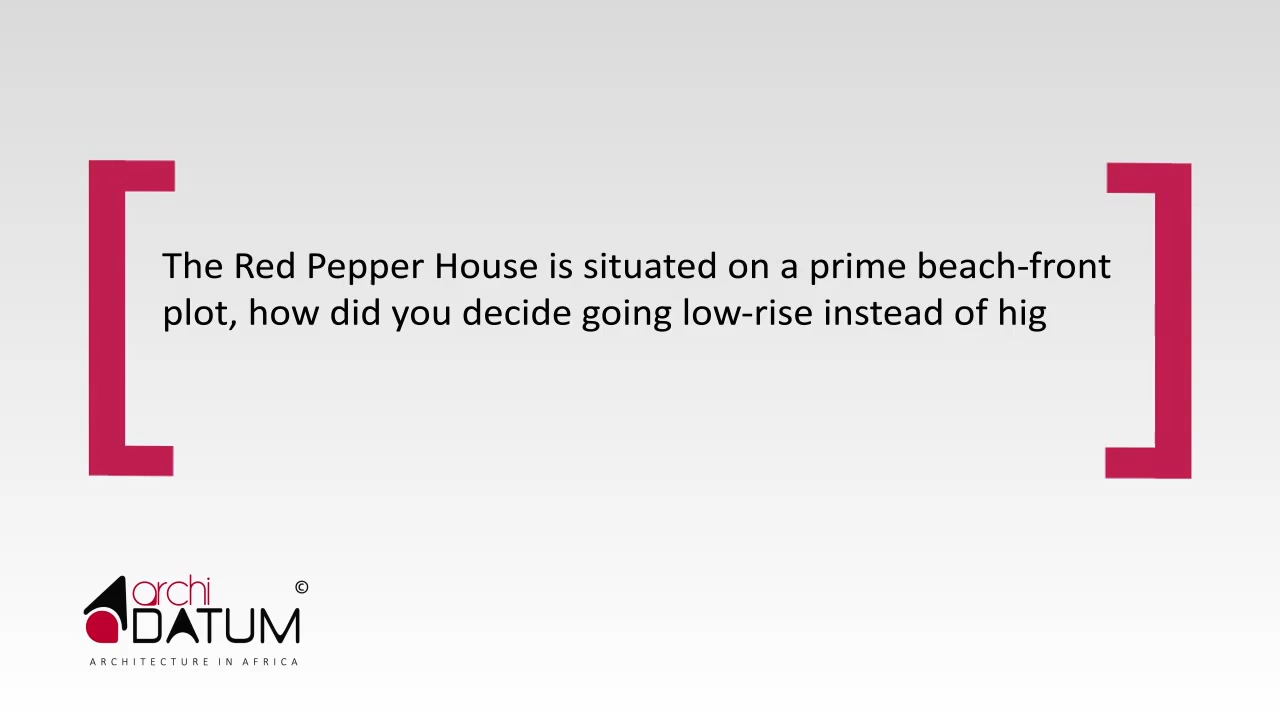 The Red Pepper House is situated on a prime beach-front
plot, how did you decide going low-rise instead of hig
archi
©
DATUM
ARCHITECTURE IN AFRICA